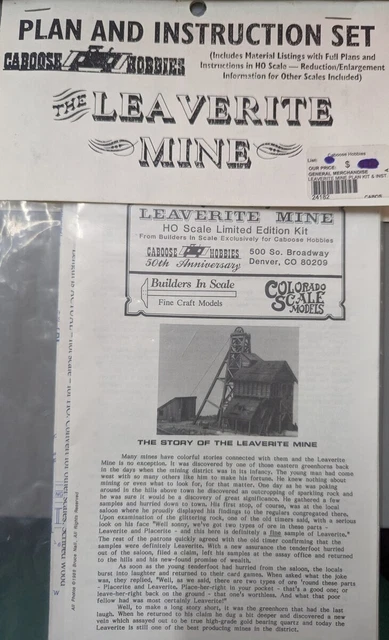 PLAN AND INSTRUCTION SET
CABOOSE HOBBIES
(Includes Material Listings with Full Plans and
Instructions in HO Scale — Reduction/Enlargement
Information for Other Scales Included)
THE LEAVERITE
MINE
Caboose Hobbies
List:
OUR PRICE: $
GENERAL MERCHANDISE
LEAVERITE MINE PLAN KIT & INST
24182
CABOS
LEAVERITE MINE
HO Scale Limited Edition Kit
From Builders In Scale Exclusively for Caboose Hobbies
CABOOSE HOBBIES
50th Anniversary
500 So. Broadway
Denver, CO 80209
Builders In Scale
Fine Craft Models
COLORADO
SCALE
MODELS
THE STORY OF THE LEAVERITE MINE
Many mines have colorful stories connected with them and the Leaverite
Mine is no exception. It was discovered by one of those eastern greenhorns back
in the days when the mining district was in its infancy. The young man had come
west with so many others like him to make his fortune. He knew nothing about
mining or even what to look for, for that matter. One day as he was poking
around in the hills above town he discovered an outcropping of sparkling rock and
he was sure it would be a discovery of great significance. He gathered a few
samples and hurried off to town. His first stop, of course, was at the local
saloon where he proudly displayed his findings to the regulars congregated there.
Upon examination of the glittering rock, one of the old timers said, with a serious
look on his face "Well sonny, we've got two types of ore in these parts -
Leaverite and Placerite - and this here is definitely a fine sample of Leaverite."
The rest of the patrons quickly agreed with the old timer confirming that the
samples were definitely Leaverite. With a new assurance the tenderfoot hurried
out of the saloon, filed a claim, left his samples at the assay office and returned
to the hills and his new-found promise of wealth.
As soon as the young tenderfoot had hurried from the saloon, the locals
burst into laughter and returned to their card games. When asked what the joke
was, they replied, "Well, as we said, there are two types of ore 'round these parts
- Placerite and Leaverite, Place-her-right in your pocket - that's a good one; or
leave-her-right back on the ground - that ore's worthless. And what that poor
fellow had was most certainly Leaverite!"
Well, to make a long story short, it was the greenhorn that had the last
laugh. When he returned to his claim he dug a bit deeper and discovered a new
vein which assayed out to be true high-grade gold bearing quartz and today the
Leaverite is still one of the best producing mines in the district.
All Rights Reserved